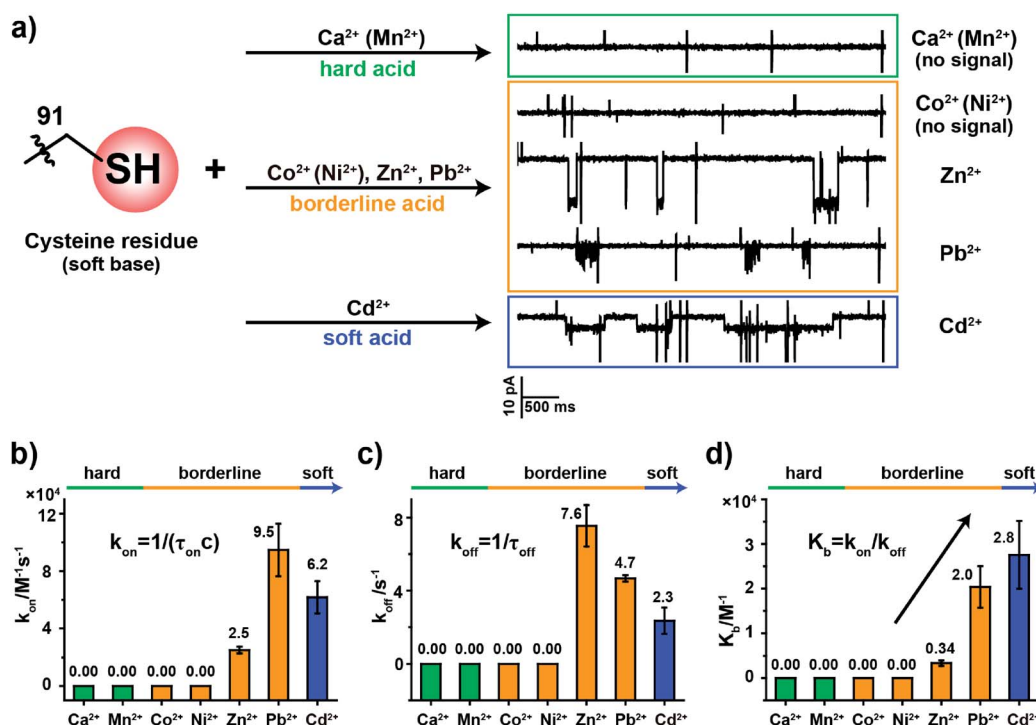 a)
Ca²⁺ (Mn²⁺)
hard acid
Ca²⁺ (Mn²⁺)
(no signal)
91
SH
+
Cysteine residue
(soft base)
Co²⁺ (Ni²⁺), Zn²⁺, Pb²⁺
borderline acid
Co²⁺ (Ni²⁺)
(no signal)
Zn²⁺
Pb²⁺
Cd²⁺
soft acid
Cd²⁺
10 pA
500 ms
b)
hard borderline soft
×10⁴
k_on/M⁻¹s⁻¹
12
8
4
0
k_on=1/(τ_on c)
0.00 0.00 0.00 0.00 2.5 9.5 6.2
Ca²⁺ Mn²⁺ Co²⁺ Ni²⁺ Zn²⁺ Pb²⁺ Cd²⁺
c)
hard borderline soft
k_off/s⁻¹
8
4
0
k_off=1/τ_off
0.00 0.00 0.00 0.00 7.6 4.7 2.3
Ca²⁺ Mn²⁺ Co²⁺ Ni²⁺ Zn²⁺ Pb²⁺ Cd²⁺
d)
hard borderline soft
×10⁴
K_b/M⁻¹
3
2
1
0
K_b=k_on/k_off
0.00 0.00 0.00 0.00 0.34 2.0 2.8
Ca²⁺ Mn²⁺ Co²⁺ Ni²⁺ Zn²⁺ Pb²⁺